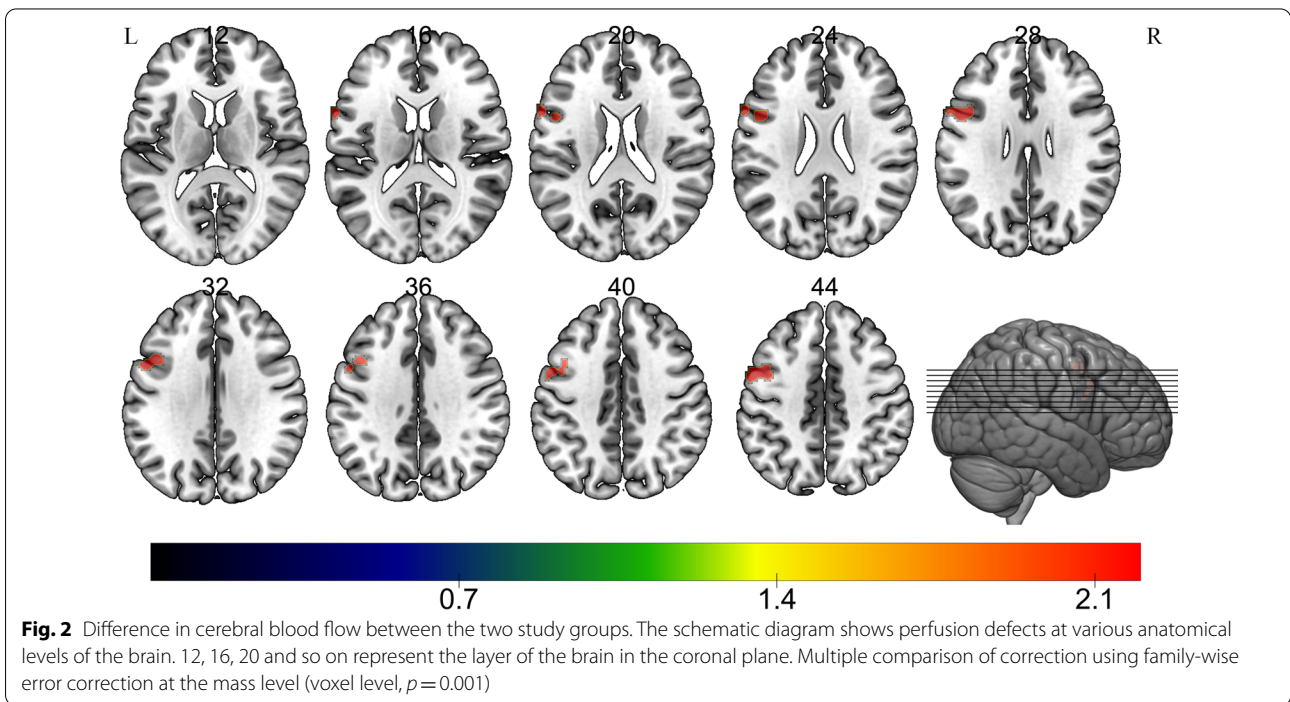 L 12 16 20 24 28 R
32 36 40 44
0.7 1.4 2.1
Fig. 2 Difference in cerebral blood flow between the two study groups. The schematic diagram shows perfusion defects at various anatomical
levels of the brain. 12, 16, 20 and so on represent the layer of the brain in the coronal plane. Multiple comparison of correction using family-wise
error correction at the mass level (voxel level, p = 0.001)